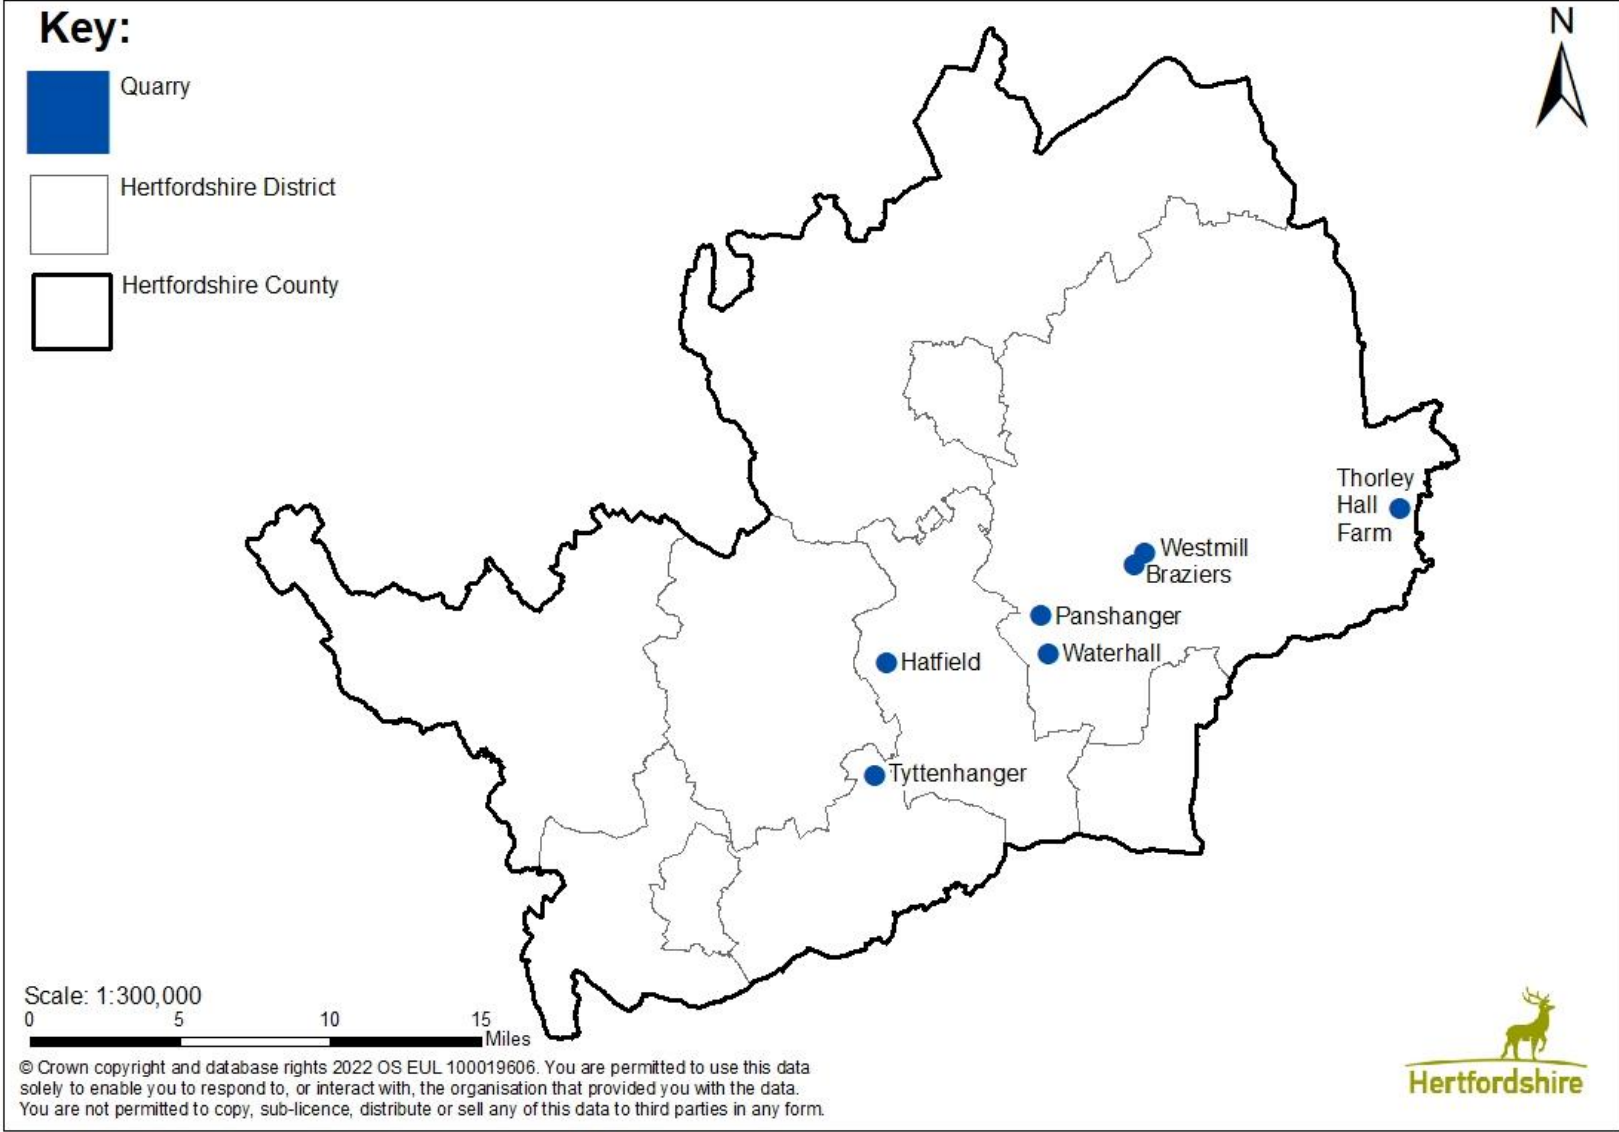 Key:
N
Quarry
Hertfordshire District
Hertfordshire County
Thorley
Hall
Farm
Westmill
Braziers
Panshanger
Waterhall
Hatfield
Tyttenhanger
Scale: 1:300,000
0 5 10 15
Miles
© Crown copyright and database rights 2022 OS EUL 100019606. You are permitted to use this data
solely to enable you to respond to, or interact with, the organisation that provided you with the data.
You are not permitted to copy, sub-licence, distribute or sell any of this data to third parties in any form.
Hertfordshire